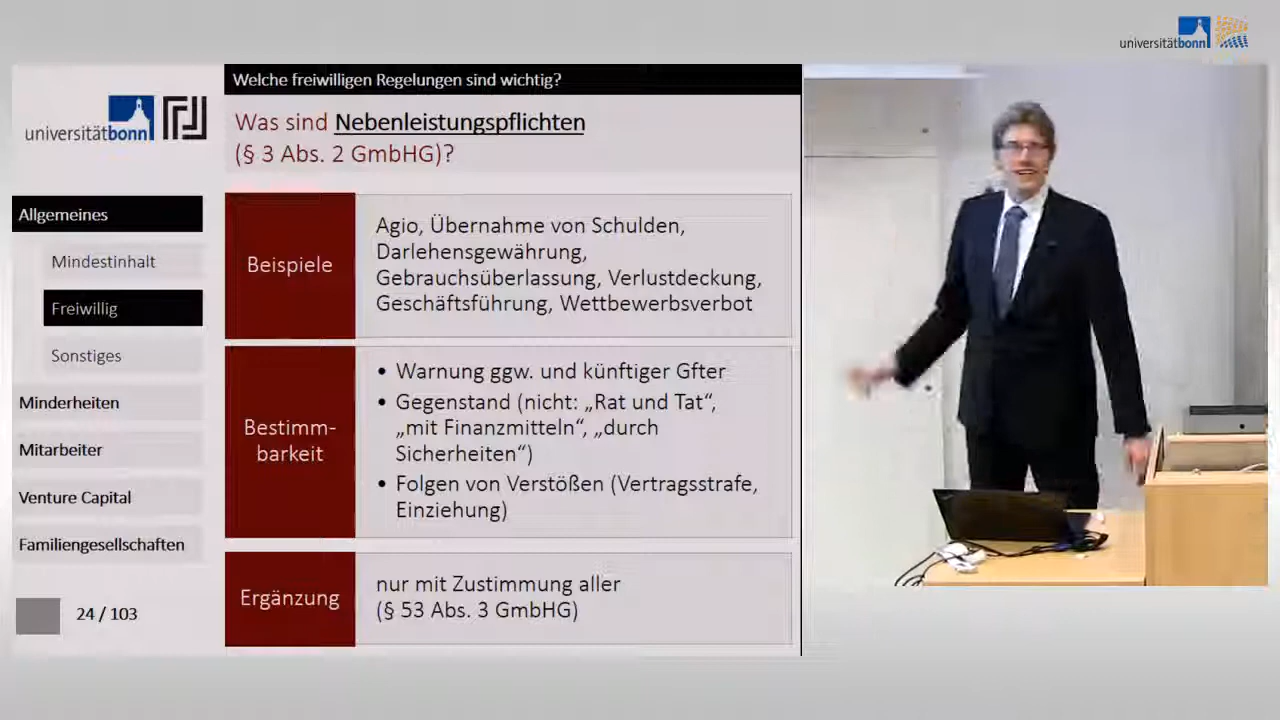 universitätbonn
Welche freiwilligen Regelungen sind wichtig?
universitätbonn
Was sind Nebenleistungspflichten
(§ 3 Abs. 2 GmbHG)?
Allgemeines
Mindestinhalt
Freiwillig
Sonstiges
Minderheiten
Mitarbeiter
Venture Capital
Familiengesellschaften
24 / 103
Beispiele
Agio, Übernahme von Schulden,
Darlehensgewährung,
Gebrauchsüberlassung, Verlustdeckung,
Geschäftsführung, Wettbewerbsverbot
Bestimm-
barkeit
• Warnung ggw. und künftiger Gfter
• Gegenstand (nicht: „Rat und Tat“,
„mit Finanzmitteln“, „durch
Sicherheiten“)
• Folgen von Verstößen (Vertragsstrafe,
Einziehung)
Ergänzung
nur mit Zustimmung aller
(§ 53 Abs. 3 GmbHG)